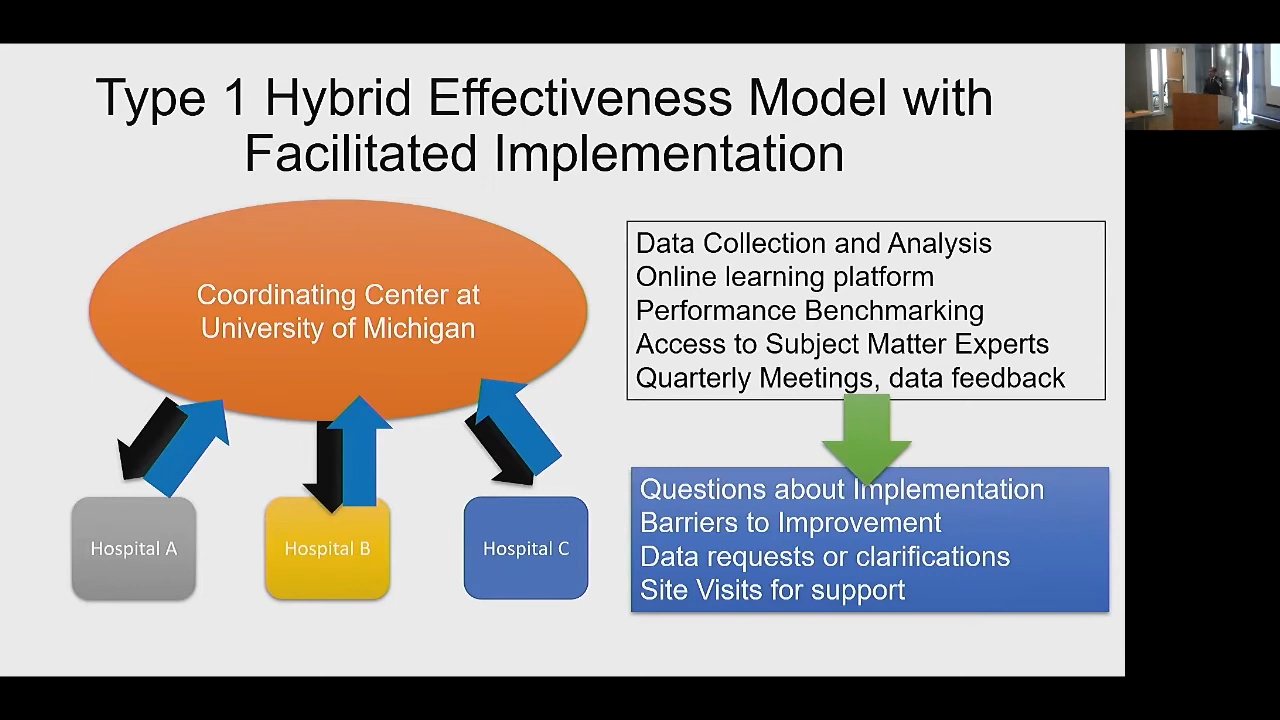 Type 1 Hybrid Effectiveness Model with
Facilitated Implementation
Coordinating Center at
University of Michigan
Hospital A
Hospital B
Hospital C
Data Collection and Analysis
Online learning platform
Performance Benchmarking
Access to Subject Matter Experts
Quarterly Meetings, data feedback
Questions about Implementation
Barriers to Improvement
Data requests or clarifications
Site Visits for support